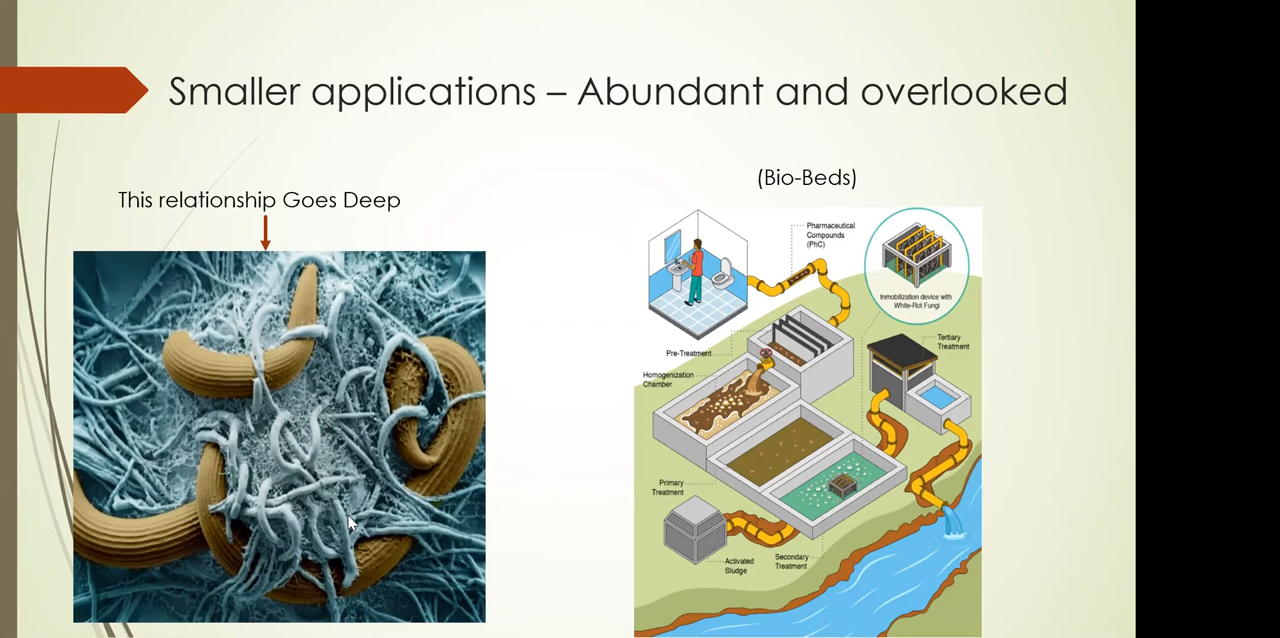 Smaller applications – Abundant and overlooked
This relationship Goes Deep
(Bio-Beds)
Pharmaceutical
Compounds
(PhC)
Immobilization device with
White-Rot Fungi
Pre-Treatment
Tertiary
Treatment
Homogenization
Chamber
Primary
Treatment
Activated
Sludge
Secondary
Treatment